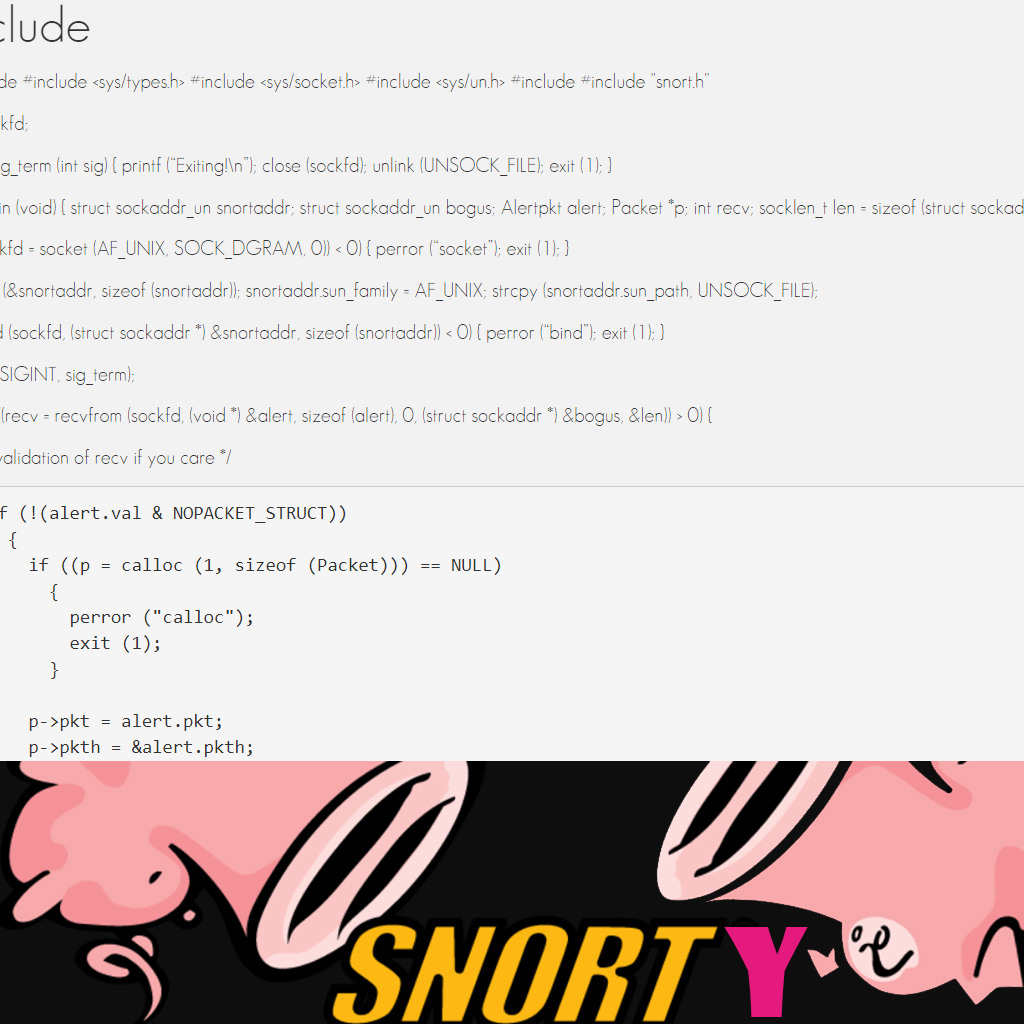 clude
de #include <sys/types.h> #include <sys/socket.h> #include <sys/un.h> #include #include "snort.h"
kfd;
g_term (int sig) { printf (“Exiting!\n”); close (sockfd); unlink (UNSOCK_FILE); exit (1); }
in (void) { struct sockaddr_un snortaddr; struct sockaddr_un bogus; Alertpkt alert; Packet *p; int recv; socklen_t len = sizeof (struct sockad
kfd = socket (AF_UNIX, SOCK_DGRAM, 0)) < 0) { perror (“socket”); exit (1); }
(&snortaddr, sizeof (snortaddr)); snortaddr.sun_family = AF_UNIX; strcpy (snortaddr.sun_path, UNSOCK_FILE);
d (sockfd, (struct sockaddr *) &snortaddr, sizeof (snortaddr)) < 0) { perror (“bind”); exit (1); }
SIGINT, sig_term);
(recv = recvfrom (sockfd, (void *) &alert, sizeof (alert), 0, (struct sockaddr *) &bogus, &len)) > 0) {
validation of recv if you care */
f (!(alert.val & NOPACKET_STRUCT))
{
if ((p = calloc (1, sizeof (Packet))) == NULL)
{
perror ("calloc");
exit (1);
}
p->pkt = alert.pkt;
p->pkth = &alert.pkth;
SNORT Y